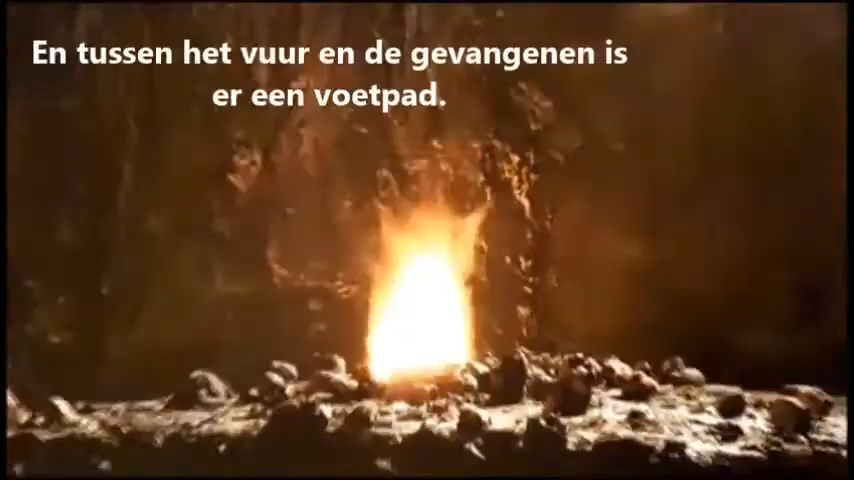 En tussen het vuur en de gevangenen is
er een voetpad.